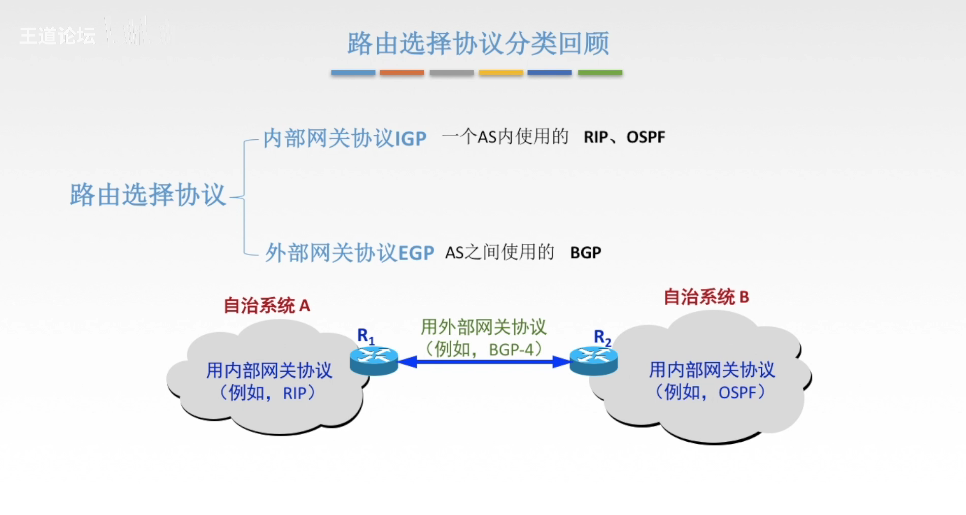 王道论坛
路由选择协议分类回顾
内部网关协议IGP 一个AS内使用的 RIP、OSPF
路由选择协议
外部网关协议EGP AS之间使用的 BGP
自治系统 A
自治系统 B
R1
用外部网关协议
（例如，BGP-4）
R2
用内部网关协议
（例如，RIP）
用内部网关协议
（例如，OSPF）